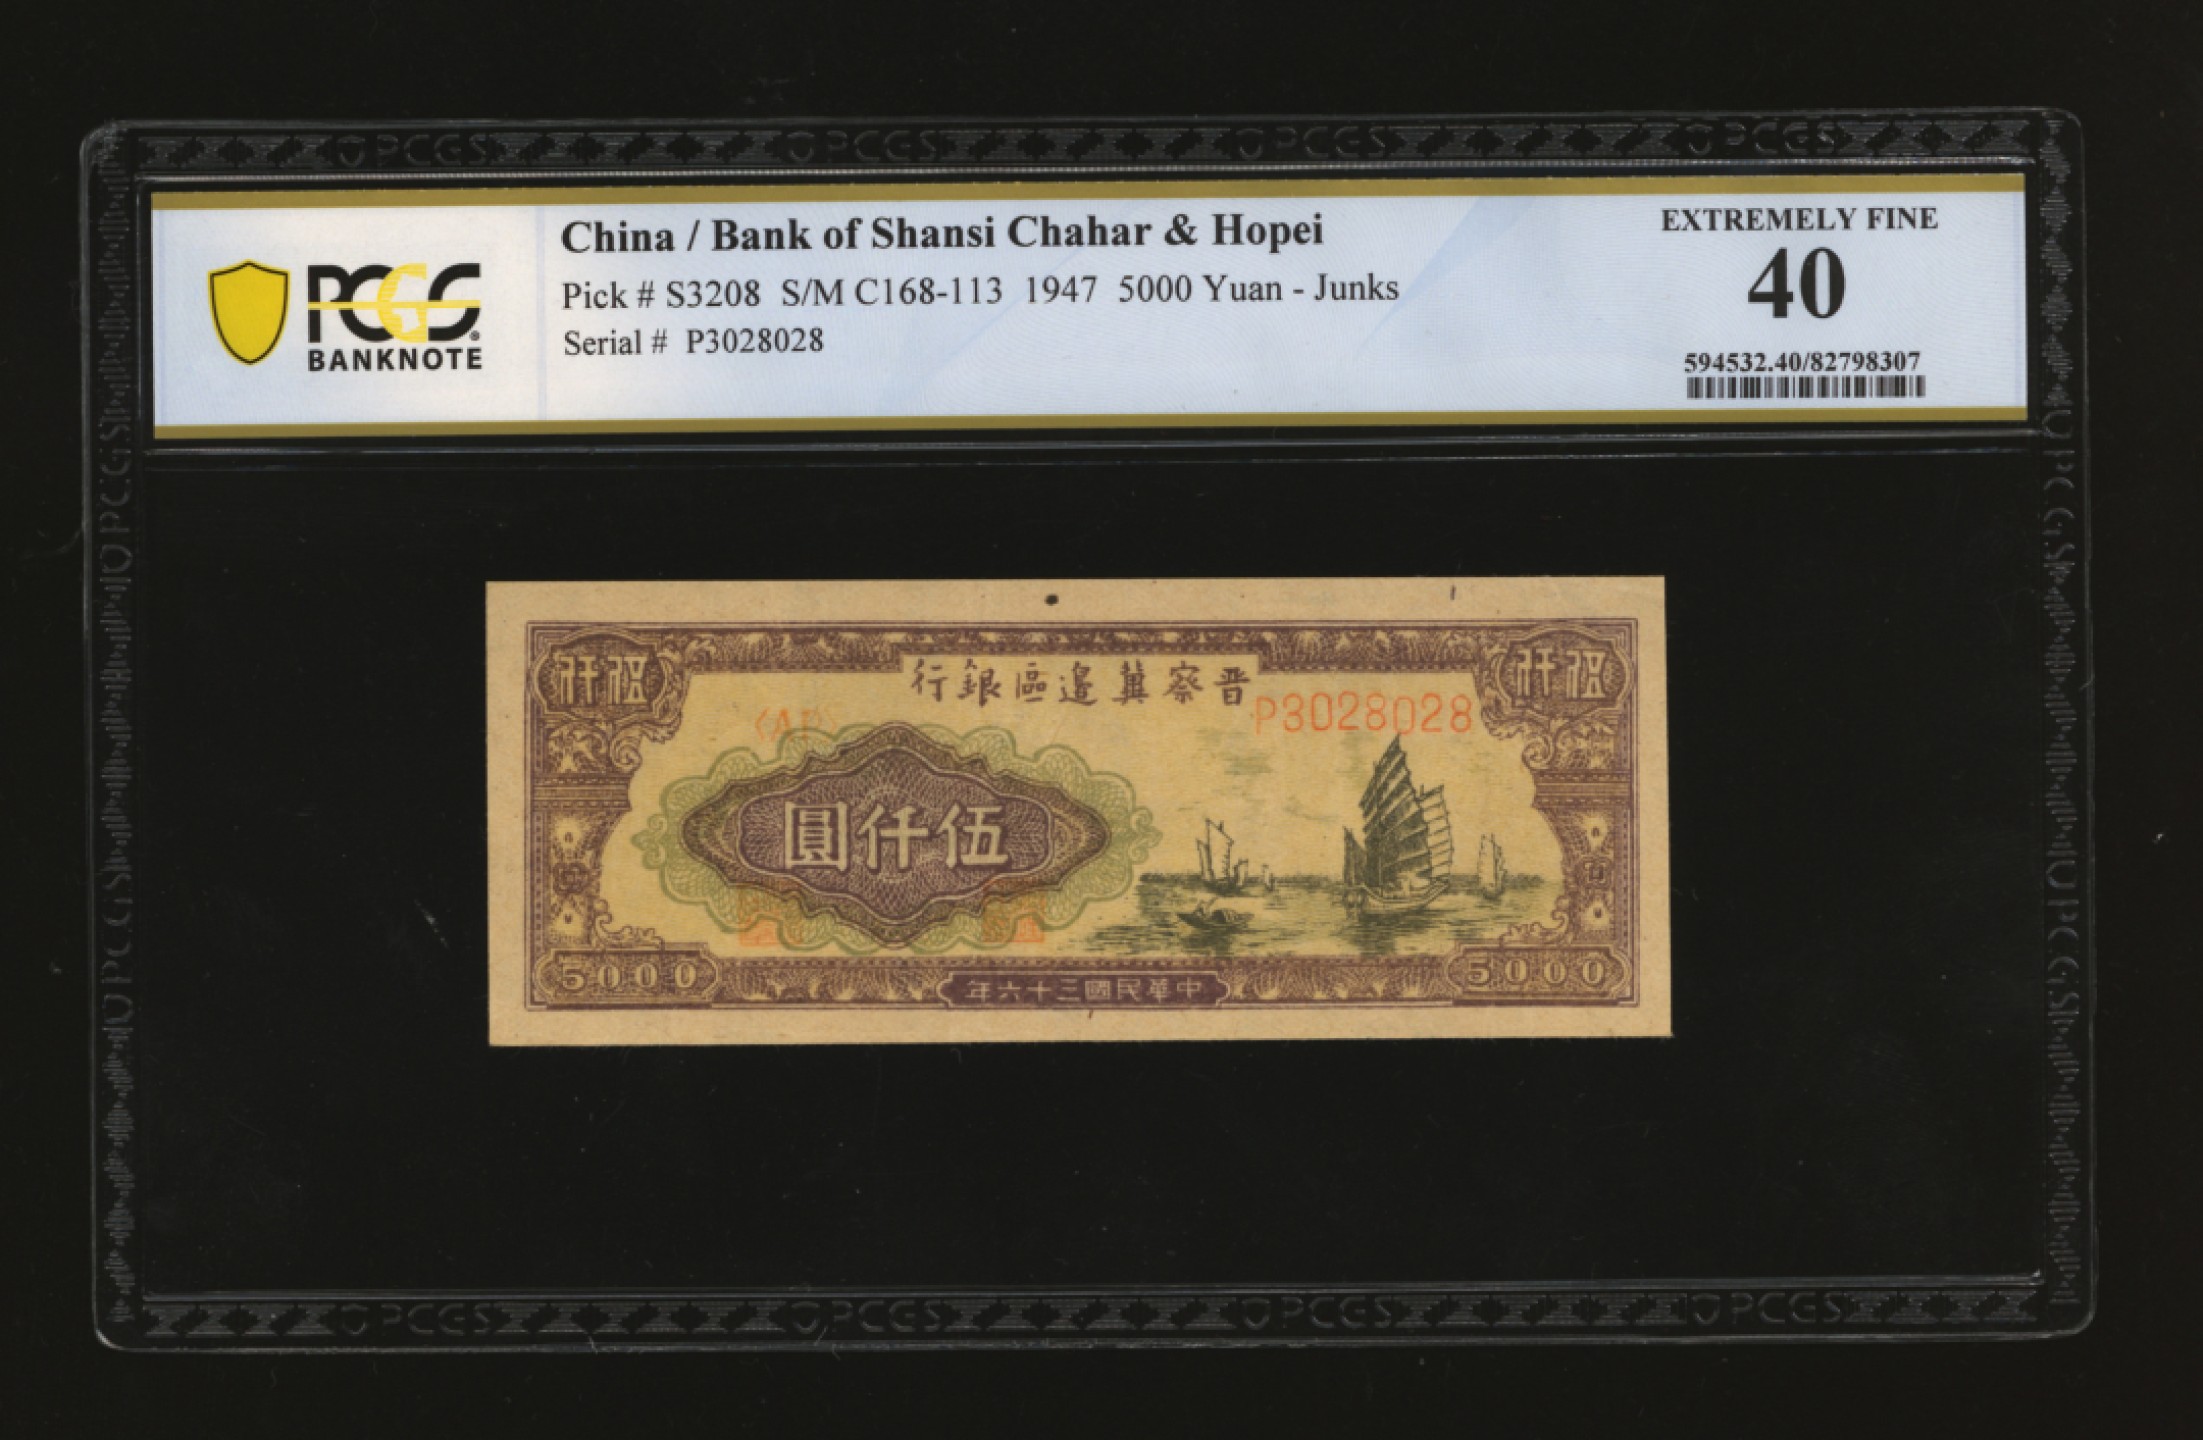 China / Bank of Shansi Chahar & Hopei
Pick # S3208 S/M C168-113 1947 5000 Yuan - Junks
Serial # P3028028
EXTREMELY FINE
40
594532.40/82798307
PCGS
BANKNOTE
仟伍
行銀區邊冀察晉
仟伍
P3028028
圓仟伍
5000
年六十三國民華中
5000